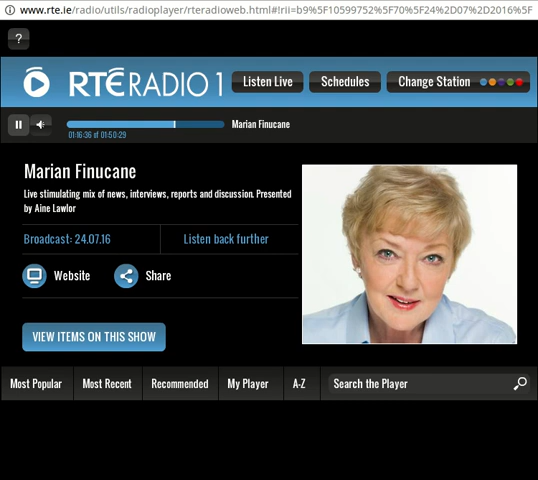 www.rte.ie/radio/utils/radioplayer/rteradioweb.html#!rii=b9%5F10599752%5F70%5F24%2D07%2D2016%5F
?
RTÉ RADIO 1
Listen Live
Schedules
Change Station
Marian Finucane
01:16:36 of 01:50:29
Marian Finucane
Live stimulating mix of news, interviews, reports and discussion. Presented
by Aine Lawlor
Broadcast: 24.07.16
Listen back further
Website
Share
VIEW ITEMS ON THIS SHOW
Most Popular
Most Recent
Recommended
My Player
A-Z
Search the Player